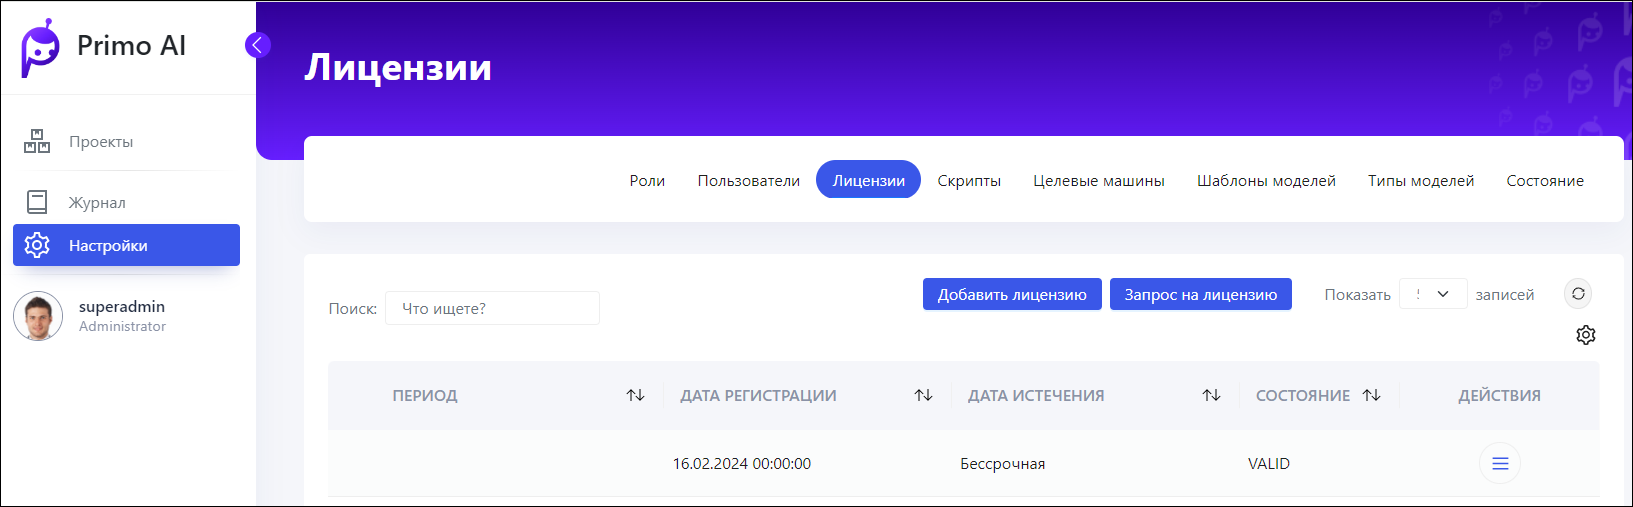 Primo AI
Лицензии
Проекты
Журнал
Настройки
superadmin
Administrator
Роли Пользователи Лицензии Скрипты Целевые машины Шаблоны моделей Типы моделей Состояние
Поиск: Что ищете? Добавить лицензию Запрос на лицензию Показать записей
ПЕРИОД ДАТА РЕГИСТРАЦИИ ДАТА ИСТЕЧЕНИЯ СОСТОЯНИЕ ДЕЙСТВИЯ
16.02.2024 00:00:00 Бессрочная VALID